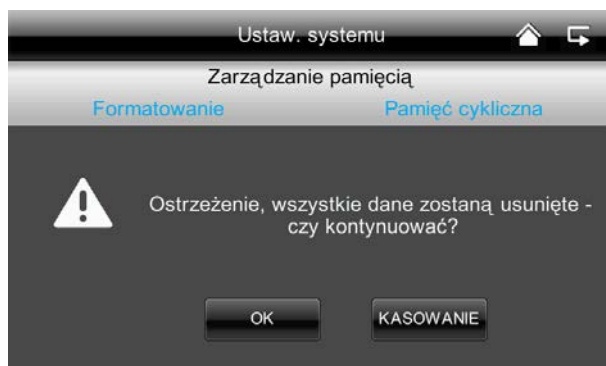 Ustaw. systemu
Zarządzanie pamięcią
Formatowanie Pamięć cykliczna
Ostrzeżenie, wszystkie dane zostaną usunięte -
czy kontynuować?
OK KASOWANIE